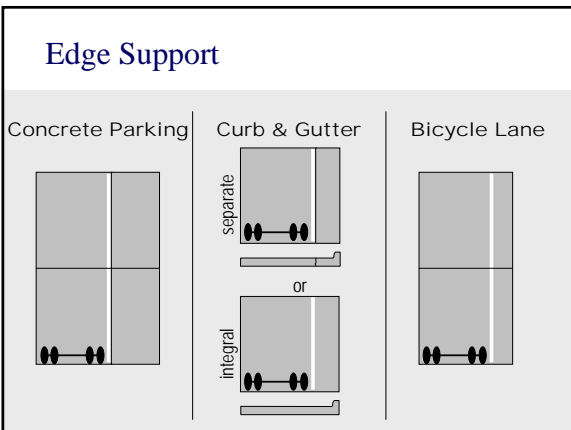 Edge Support
Concrete Parking
Curb & Gutter
separate
or
integral
Bicycle Lane